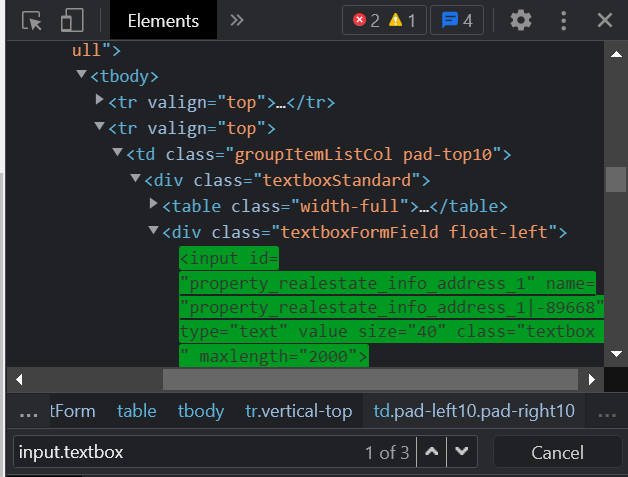 Elements » 2 1 4
ull">
<tbody>
<tr valign="top">…</tr>
<tr valign="top">
<td class="groupItemListCol pad-top10">
<div class="textboxStandard">
<table class="width-full">…</table>
<div class="textboxFormField float-left">
<input id=
"property_realestate_info_address_1" name=
"property_realestate_info_address_1|-89668"
type="text" value size="40" class="textbox
" maxlength="2000">
… tForm table tbody tr.vertical-top td.pad-left10.pad-right10 …
input.textbox 1 of 3 Cancel